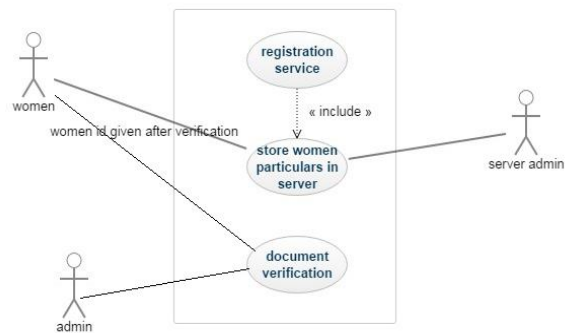 registration
service
« include »
women
women id given after verification
store women
particulars in
server
server admin
document
verification
admin